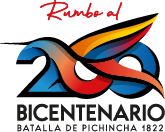 Rumbo al
200
BICENTENARIO
BATALLA DE PICHINCHA 1822